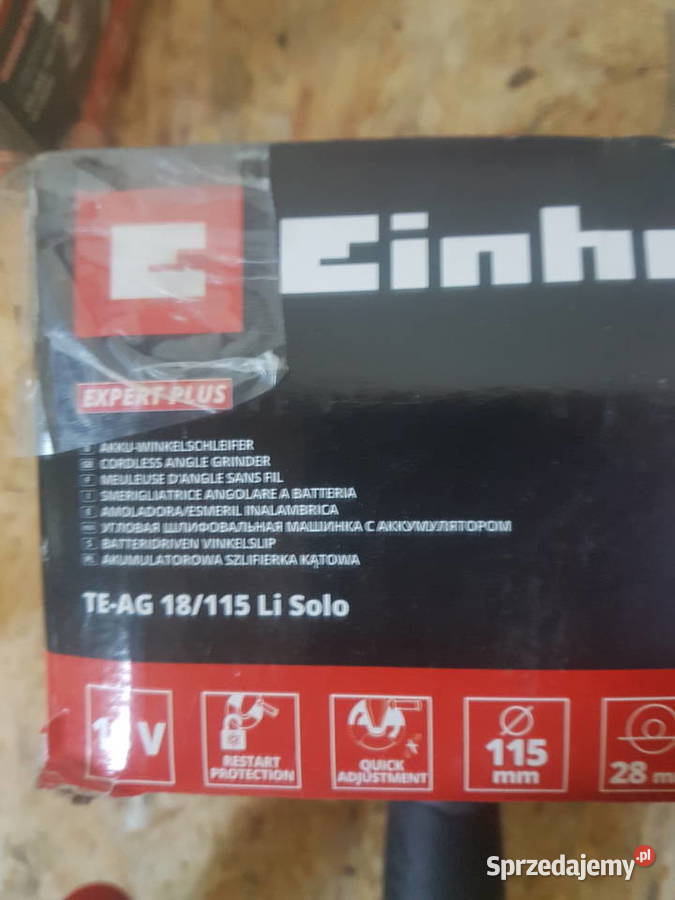 E Einh
EXPERT PLUS
AKKU-WINKELSCHLEIFER
GB CORDLESS ANGLE GRINDER
F MEULEUSE D'ANGLE SANS FIL
I SMERIGLIATRICE ANGOLARE A BATTERIA
E AMOLADORA/ESMERIL INALAMBRICA
УГЛОВАЯ ШЛИФОВАЛЬНАЯ МАШИНКА С АККУМУЛЯТОРОМ
S BATTERIDRIVEN VINKELSLIP
PL AKUMULATOROWA SZLIFIERKA KĄTOWA
TE-AG 18/115 Li Solo
V
RESTART
PROTECTION
QUICK
ADJUSTMENT
115
mm
28 m
Sprzedajemy.pl